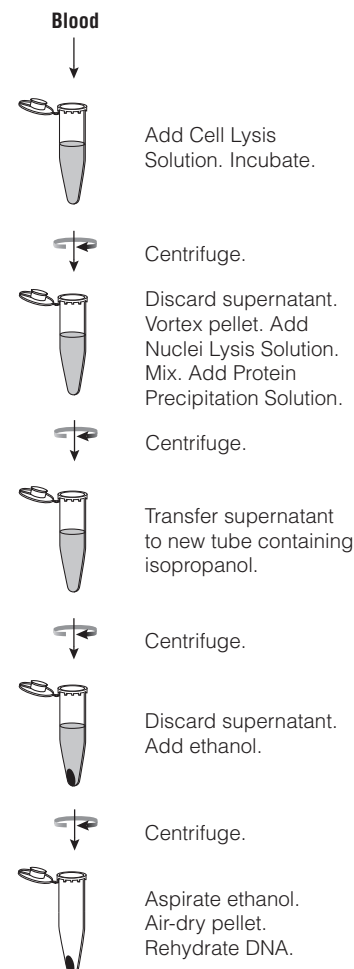 Blood
Add Cell Lysis
Solution. Incubate.
Centrifuge.
Discard supernatant.
Vortex pellet. Add
Nuclei Lysis Solution.
Mix. Add Protein
Precipitation Solution.
Centrifuge.
Transfer supernatant
to new tube containing
isopropanol.
Centrifuge.
Discard supernatant.
Add ethanol.
Centrifuge.
Aspirate ethanol.
Air-dry pellet.
Rehydrate DNA.